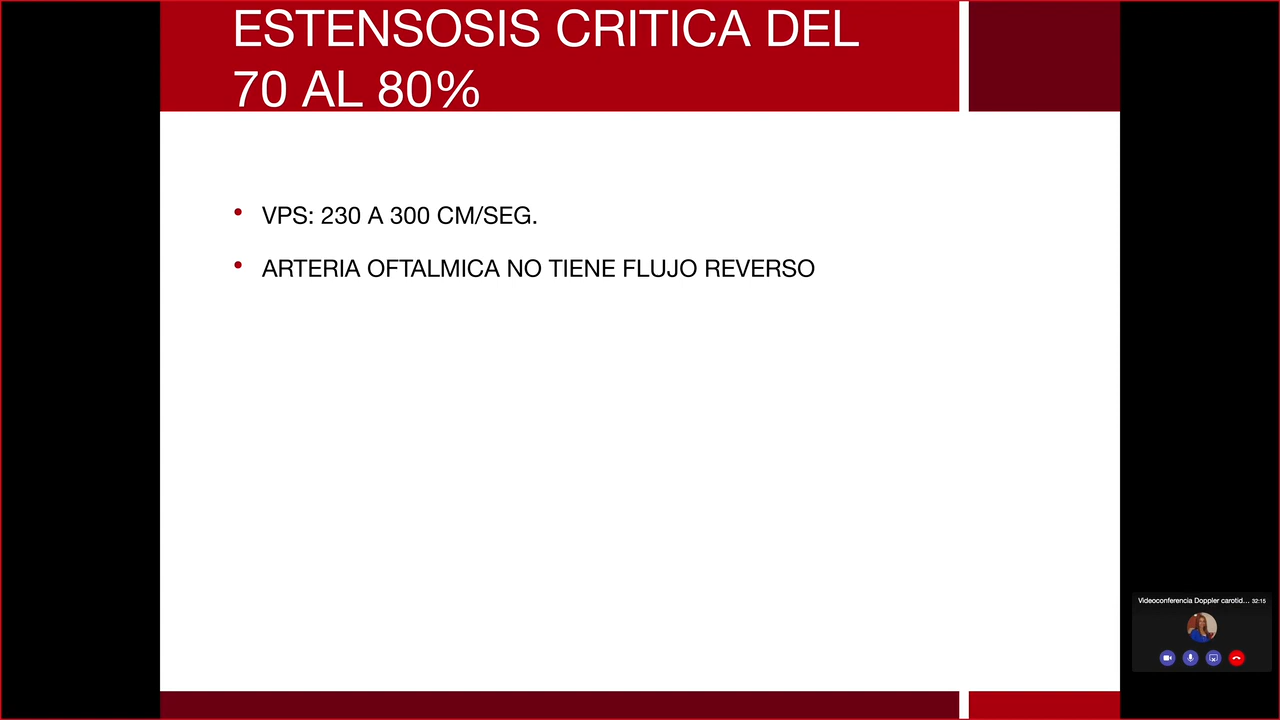 ESTENSOSIS CRITICA DEL
70 AL 80%
• VPS: 230 A 300 CM/SEG.
• ARTERIA OFTALMICA NO TIENE FLUJO REVERSO
Videoconferencia Doppler carotid... 32:15